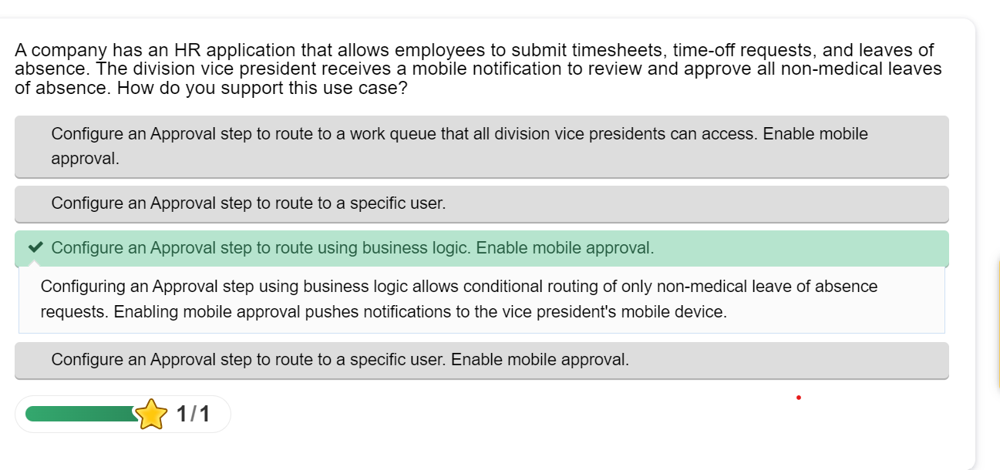 A company has an HR application that allows employees to submit timesheets, time-off requests, and leaves of
absence. The division vice president receives a mobile notification to review and approve all non-medical leaves
of absence. How do you support this use case?
Configure an Approval step to route to a work queue that all division vice presidents can access. Enable mobile
approval.
Configure an Approval step to route to a specific user.
Configure an Approval step to route using business logic. Enable mobile approval.
Configuring an Approval step using business logic allows conditional routing of only non-medical leave of absence
requests. Enabling mobile approval pushes notifications to the vice president's mobile device.
Configure an Approval step to route to a specific user. Enable mobile approval.
1/1